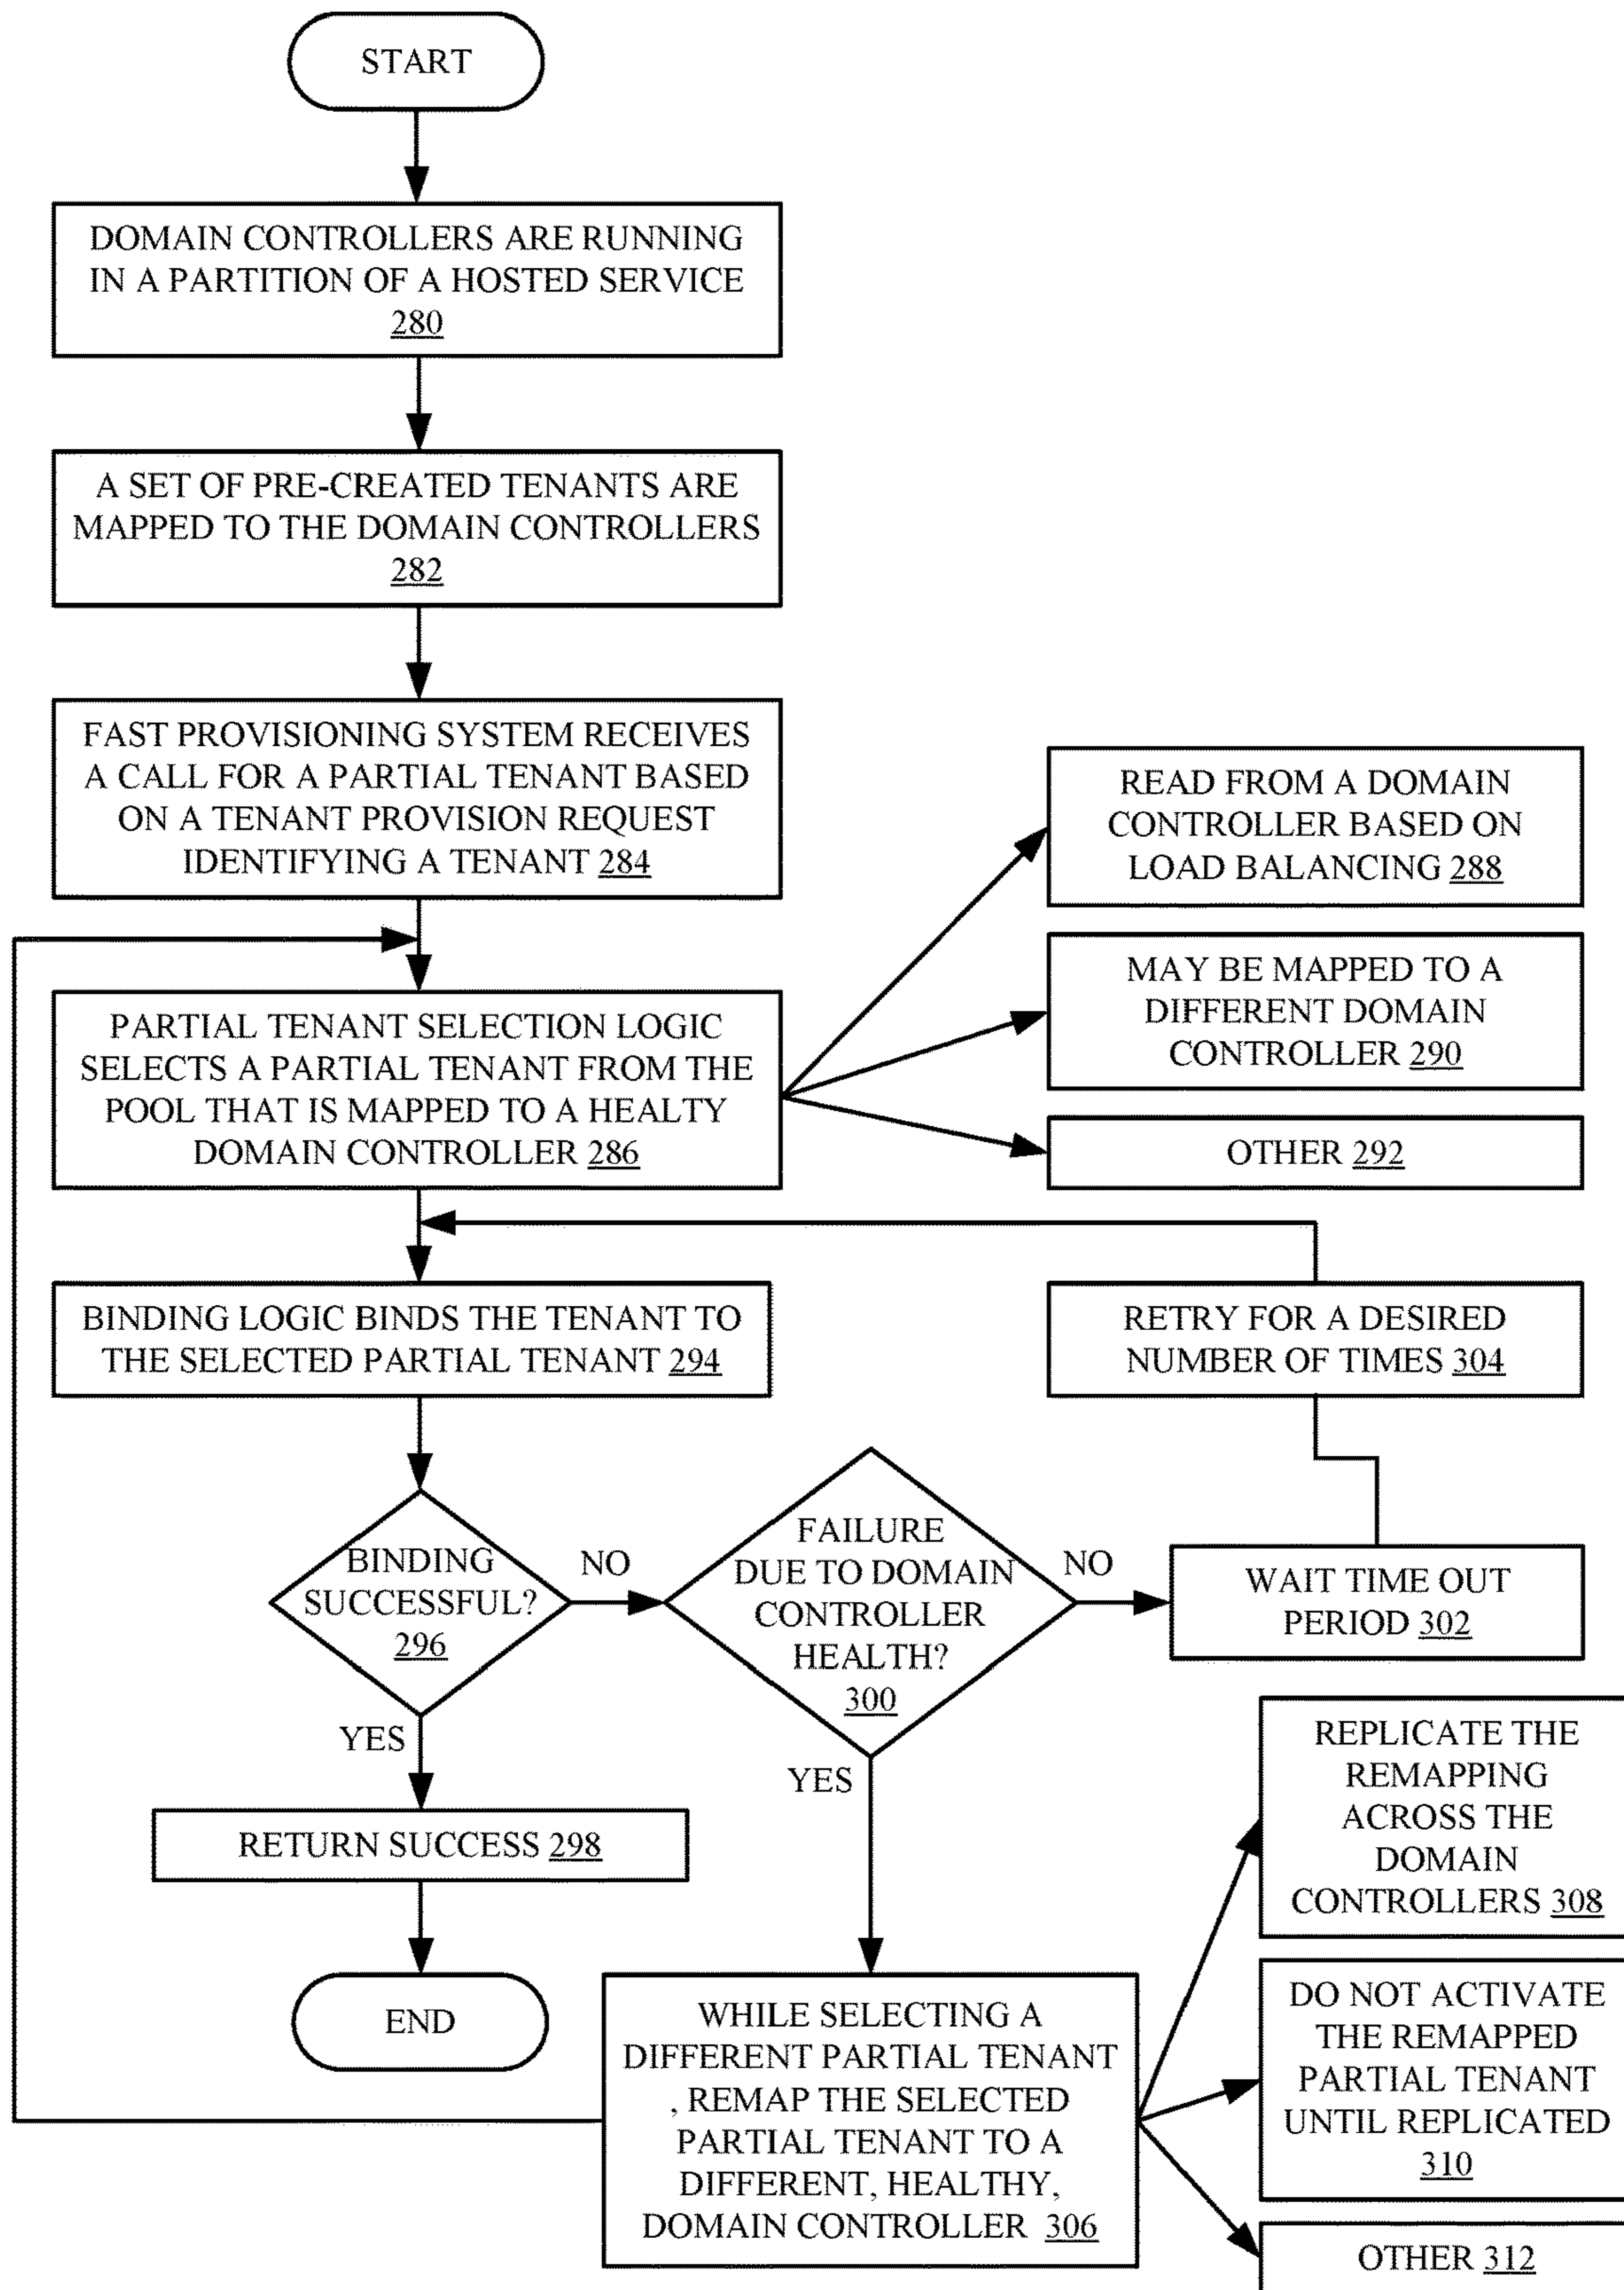 START
DOMAIN CONTROLLERS ARE RUNNING
IN A PARTITION OF A HOSTED SERVICE
280
A SET OF PRE-CREATED TENANTS ARE
MAPPED TO THE DOMAIN CONTROLLERS
282
FAST PROVISIONING SYSTEM RECEIVES
A CALL FOR A PARTIAL TENANT BASED
ON A TENANT PROVISION REQUEST
IDENTIFYING A TENANT 284
PARTIAL TENANT SELECTION LOGIC
SELECTS A PARTIAL TENANT FROM THE
POOL THAT IS MAPPED TO A HEALTY
DOMAIN CONTROLLER 286
READ FROM A DOMAIN
CONTROLLER BASED ON
LOAD BALANCING 288
MAY BE MAPPED TO A
DIFFERENT DOMAIN
CONTROLLER 290
OTHER 292
BINDING LOGIC BINDS THE TENANT TO
THE SELECTED PARTIAL TENANT 294
RETRY FOR A DESIRED
NUMBER OF TIMES 304
BINDING
SUCCESSFUL?
296
NO
FAILURE
DUE TO DOMAIN
CONTROLLER
HEALTH?
300
NO
WAIT TIME OUT
PERIOD 302
YES
RETURN SUCCESS 298
END
YES
WHILE SELECTING A
DIFFERENT PARTIAL TENANT
, REMAP THE SELECTED
PARTIAL TENANT TO A
DIFFERENT, HEALTHY,
DOMAIN CONTROLLER 306
REPLICATE THE
REMAPPING
ACROSS THE
DOMAIN
CONTROLLERS 308
DO NOT ACTIVATE
THE REMAPPED
PARTIAL TENANT
UNTIL REPLICATED
310
OTHER 312